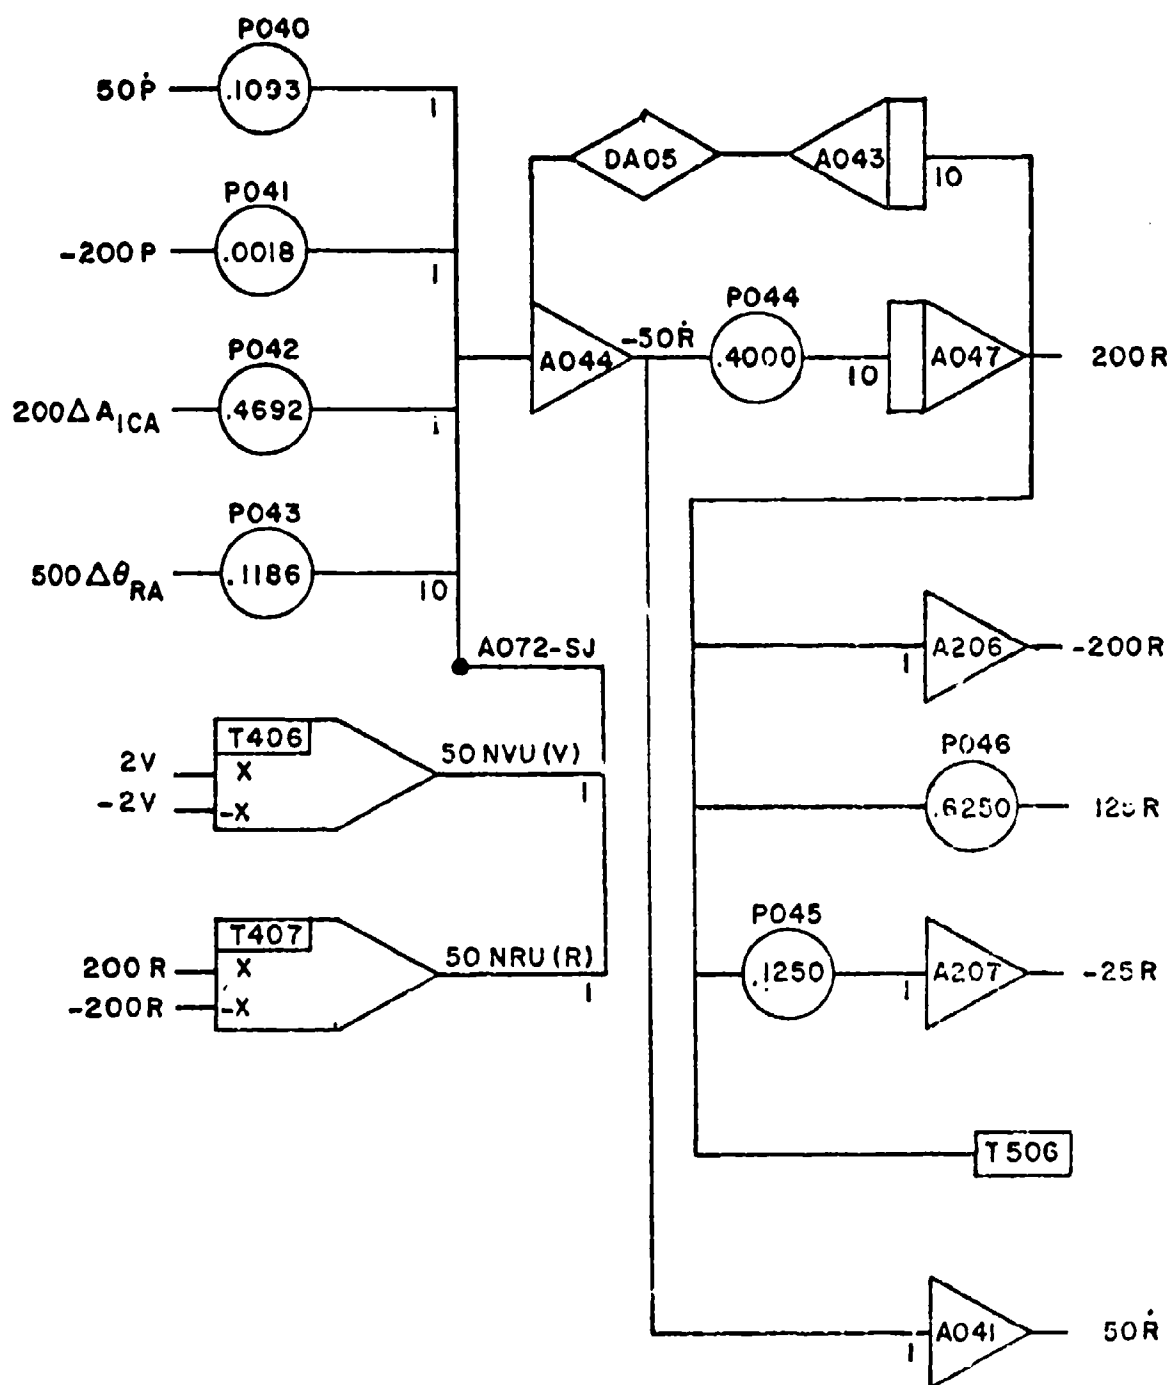 P040
50Ṗ
.1093
1
P041
-200P
.0018
1
P042
200ΔA_ICA
.4692
1
P043
500Δθ_RA
.1186
10
A072-SJ
T406
2V
X
-2V
-X
50 NVU (V)
1
T407
200R
X
-200R
-X
50 NRU (R)
1
DA05
A043
10
A044
-50Ṙ
P044
.4000
10
A047
200R
1
A206
-200R
P046
.6250
R
P045
.1250
1
A207
-25R
T506
1
A041
50Ṙ